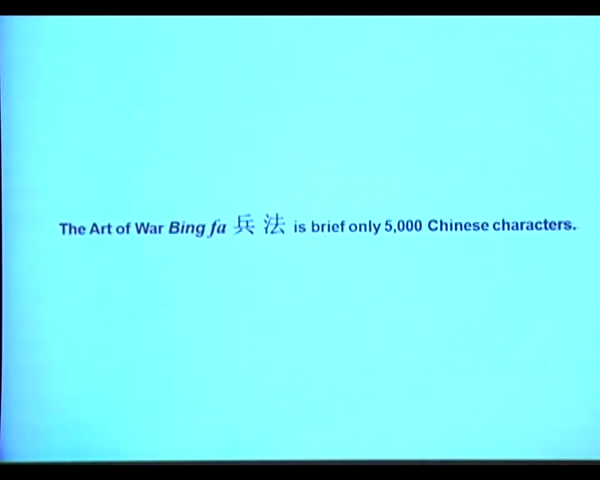 The Art of War Bing fa 兵 法 is brief only 5,000 Chinese characters.